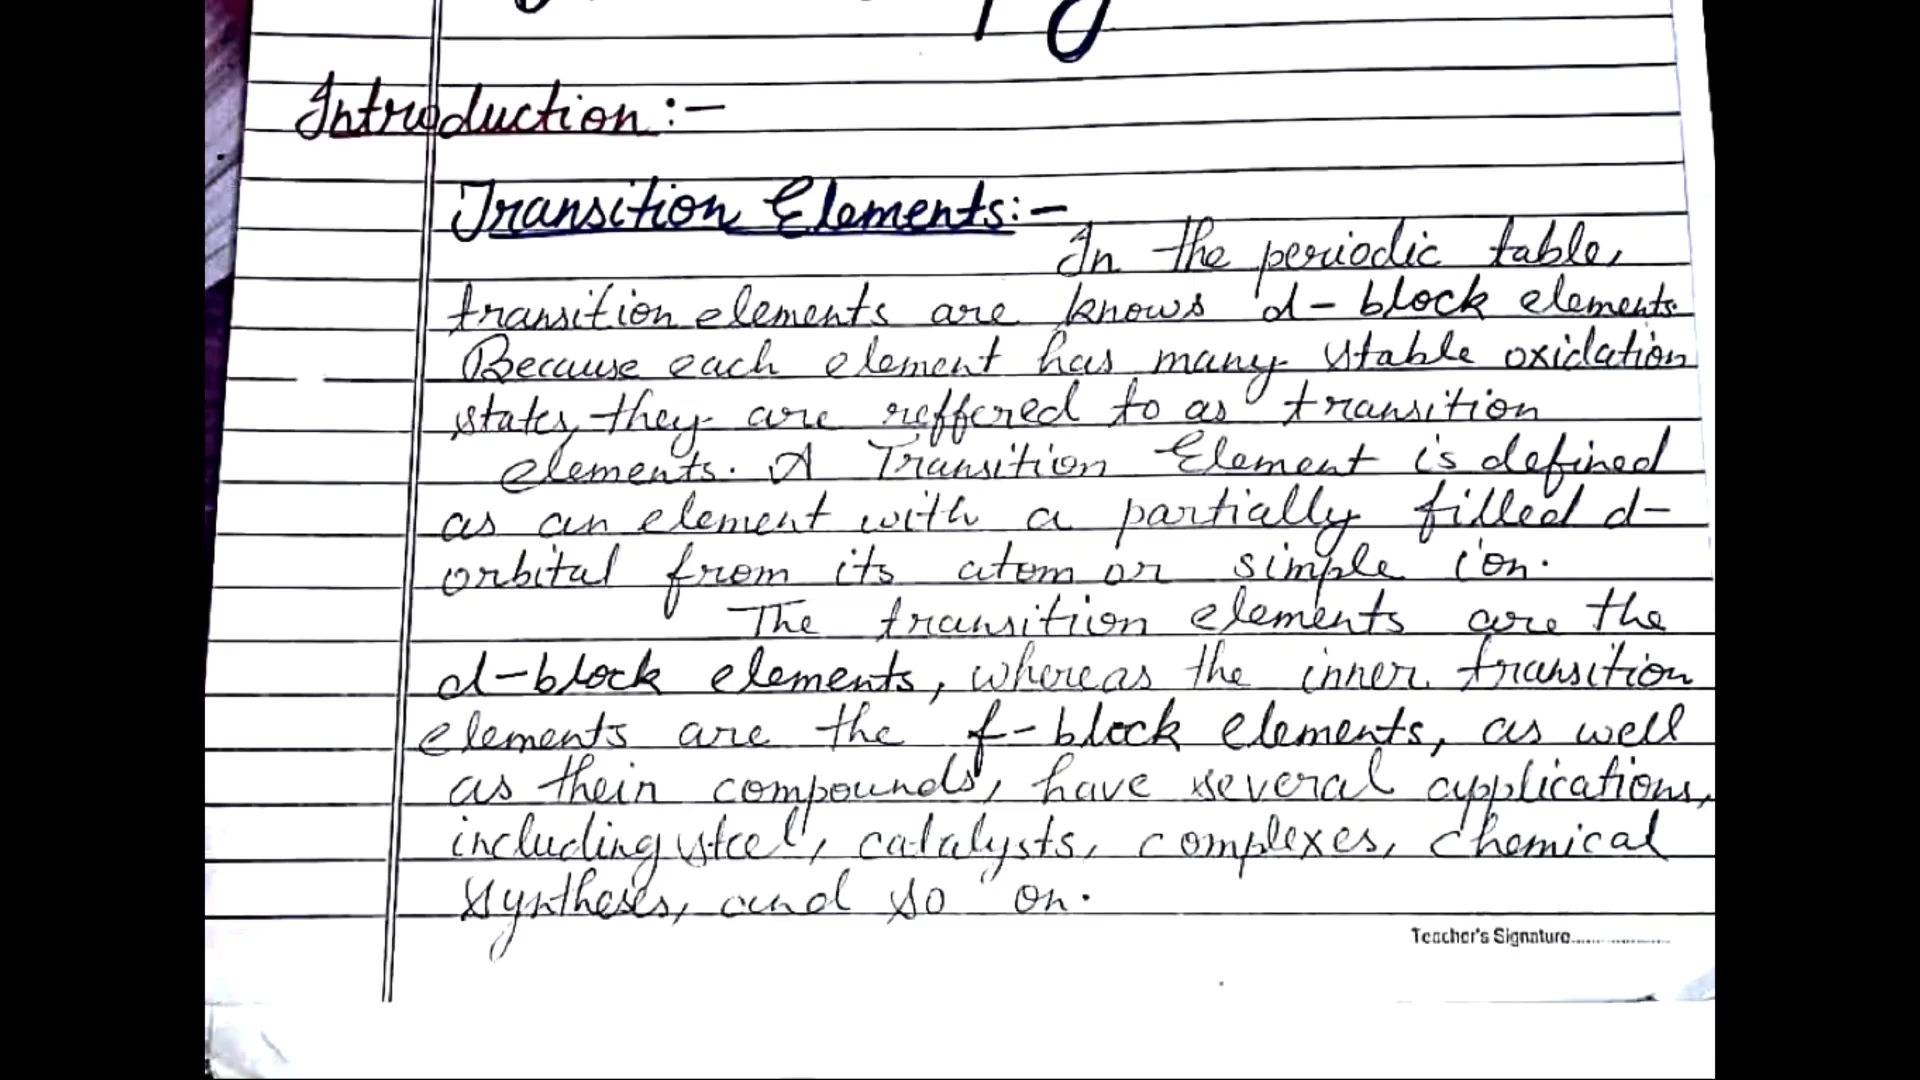 Introduction :-
Transition Elements:-
In the periodic table,
transition elements are knows d-block elements.
Because each element has many stable oxidation
states, they are reffered to as transition
elements. A Transition Element is defined
as an element with a partially filled d-
orbital from its atom or simple ion.
The transition elements are the
d-block elements, whereas the inner transition
elements are the f-block elements, as well
as their compounds, have several applications,
including steel, catalysts, complexes, chemical
syntheses, and so on.
Teacher's Signature....................